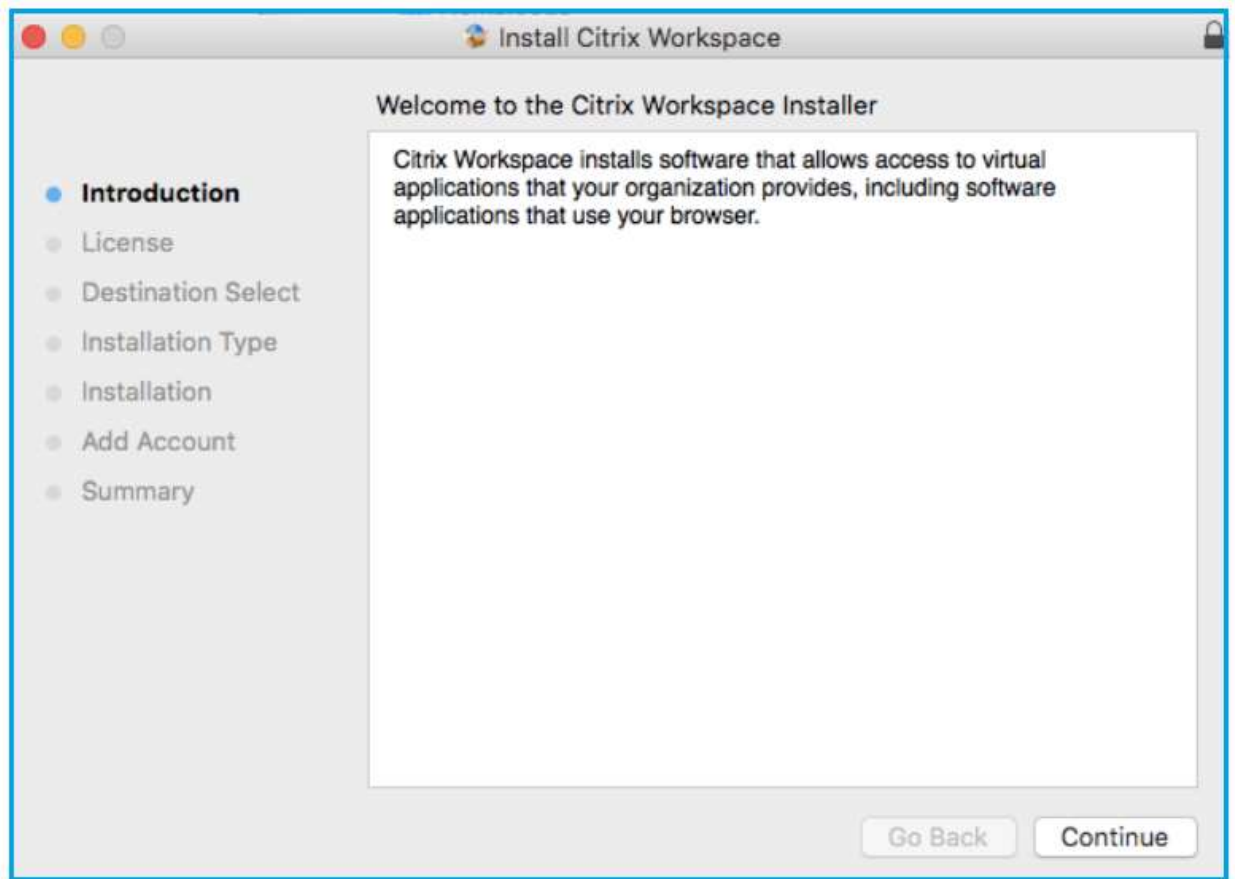 Install Citrix Workspace
Welcome to the Citrix Workspace Installer
Introduction
License
Destination Select
Installation Type
Installation
Add Account
Summary
Citrix Workspace installs software that allows access to virtual
applications that your organization provides, including software
applications that use your browser.
Go Back
Continue